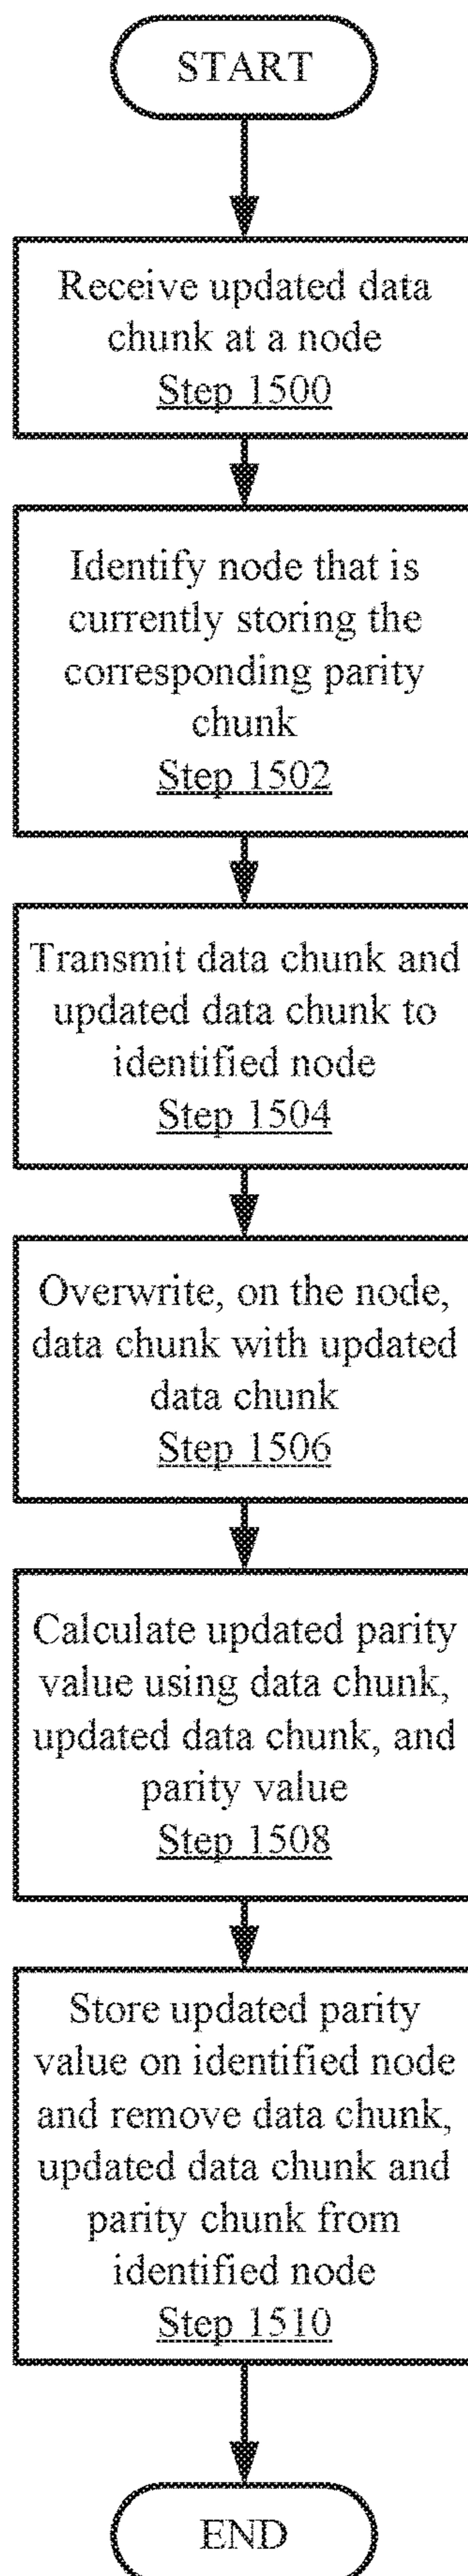 START
Receive updated data
chunk at a node
Step 1500
Identify node that is
currently storing the
corresponding parity
chunk
Step 1502
Transmit data chunk and
updated data chunk to
identified node
Step 1504
Overwrite, on the node,
data chunk with updated
data chunk
Step 1506
Calculate updated parity
value using data chunk,
updated data chunk, and
parity value
Step 1508
Store updated parity
value on identified node
and remove data chunk,
updated data chunk and
parity chunk from
identified node
Step 1510
END